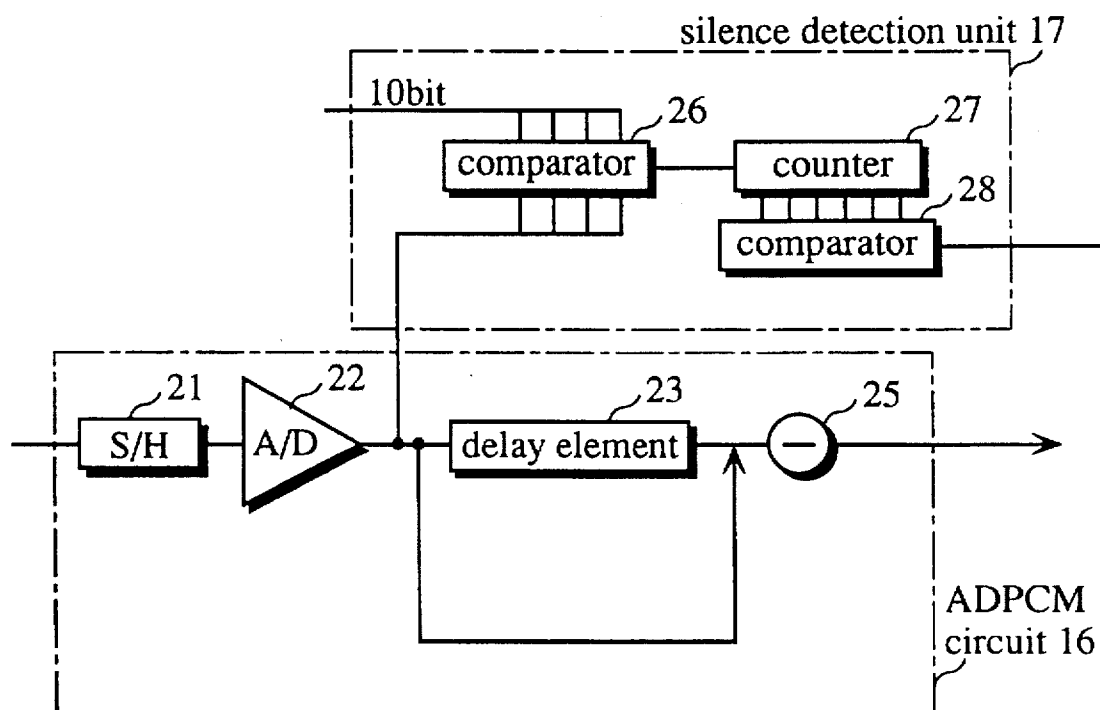 silence detection unit 17
10bit
26
27
comparator
counter
28
comparator
21
22
23
25
S/H
A/D
delay element
−
ADPCM
circuit 16